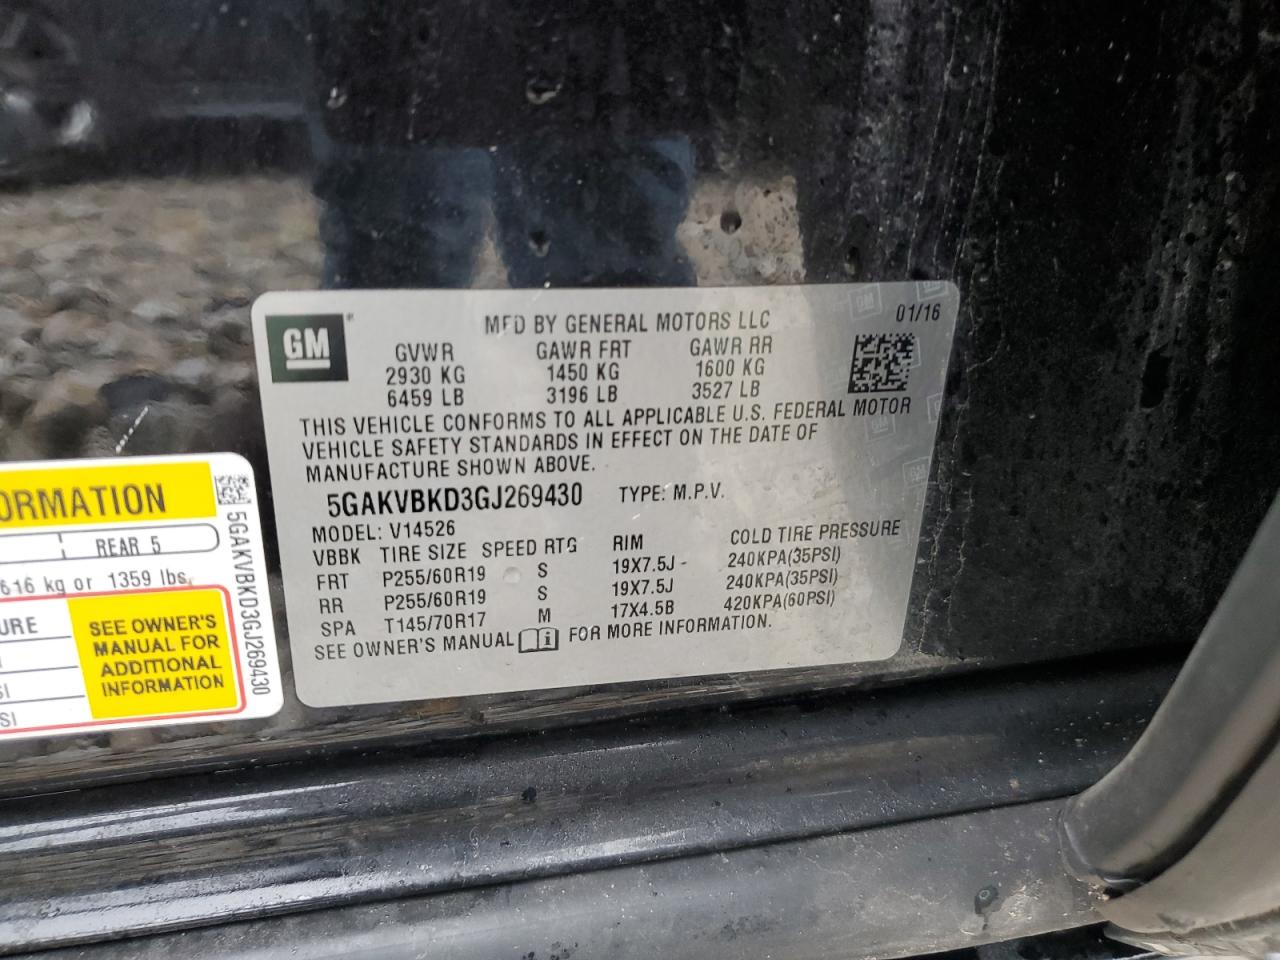 GM
MFD BY GENERAL MOTORS LLC
01/16
GVWR GAWR FRT GAWR RR
2930 KG 1450 KG 1600 KG
6459 LB 3196 LB 3527 LB
THIS VEHICLE CONFORMS TO ALL APPLICABLE U.S. FEDERAL MOTOR
VEHICLE SAFETY STANDARDS IN EFFECT ON THE DATE OF
MANUFACTURE SHOWN ABOVE.
5GAKVBKD3GJ269430 TYPE: M.P.V.
MODEL: V14526
VBBK TIRE SIZE SPEED RTG RIM COLD TIRE PRESSURE
FRT P255/60R19 S 19X7.5J 240KPA(35PSI)
RR P255/60R19 S 19X7.5J 240KPA(35PSI)
SPA T145/70R17 M 17X4.5B 420KPA(60PSI)
SEE OWNER'S MANUAL FOR MORE INFORMATION.
ORMATION
REAR 5
616 kg or 1359 lbs.
URE
SI
SI
SEE OWNER'S
MANUAL FOR
ADDITIONAL
INFORMATION
5GAKVBKD3GJ269430